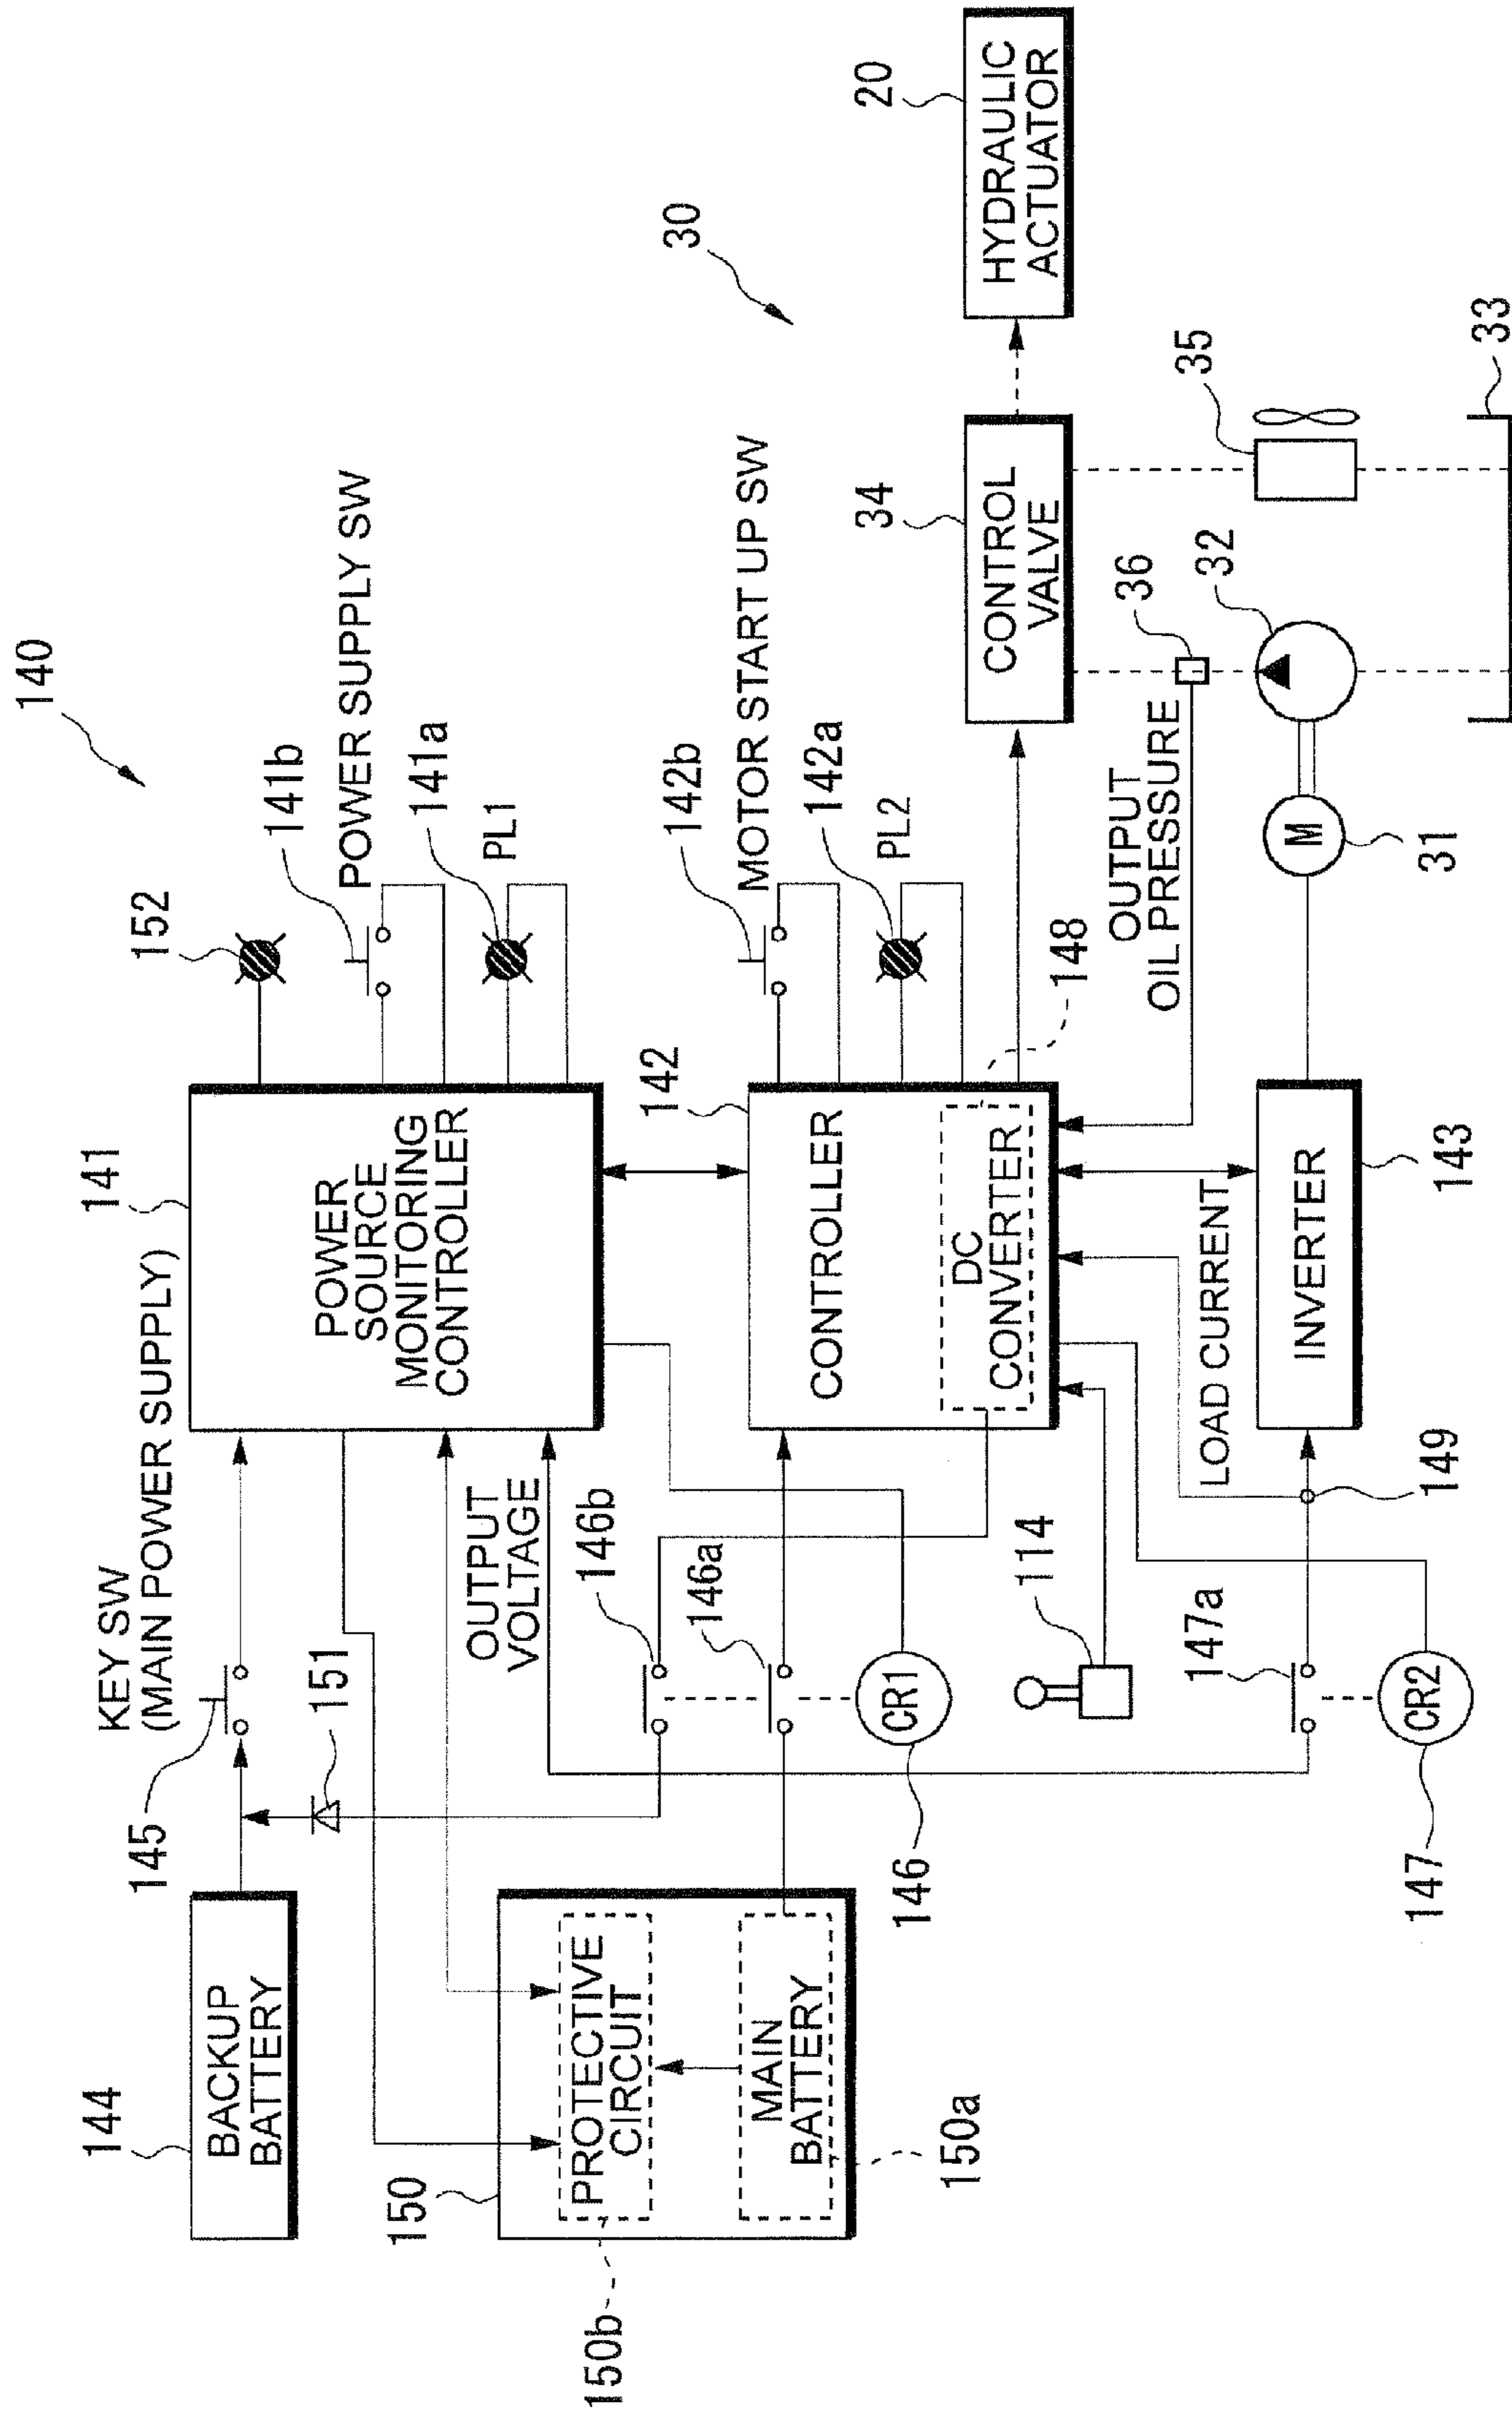 140
30
144
BACKUP
BATTERY
145
KEY SW
(MAIN POWER SUPPLY)
151
141
POWER
SOURCE
MONITORING
CONTROLLER
152
141b
POWER SUPPLY SW
141a
PL1
150
150b
PROTECTIVE
CIRCUIT
MAIN
BATTERY
150a
OUTPUT
VOLTAGE
146b
146a
CR1
146
142
CONTROLLER
DC
CONVERTER
148
142b
MOTOR START UP SW
142a
PL2
34
CONTROL
VALVE
20
HYDRAULIC
ACTUATOR
114
147a
CR2
147
149
LOAD CURRENT
INVERTER
143
OUTPUT
OIL PRESSURE
36
M
31
32
35
33